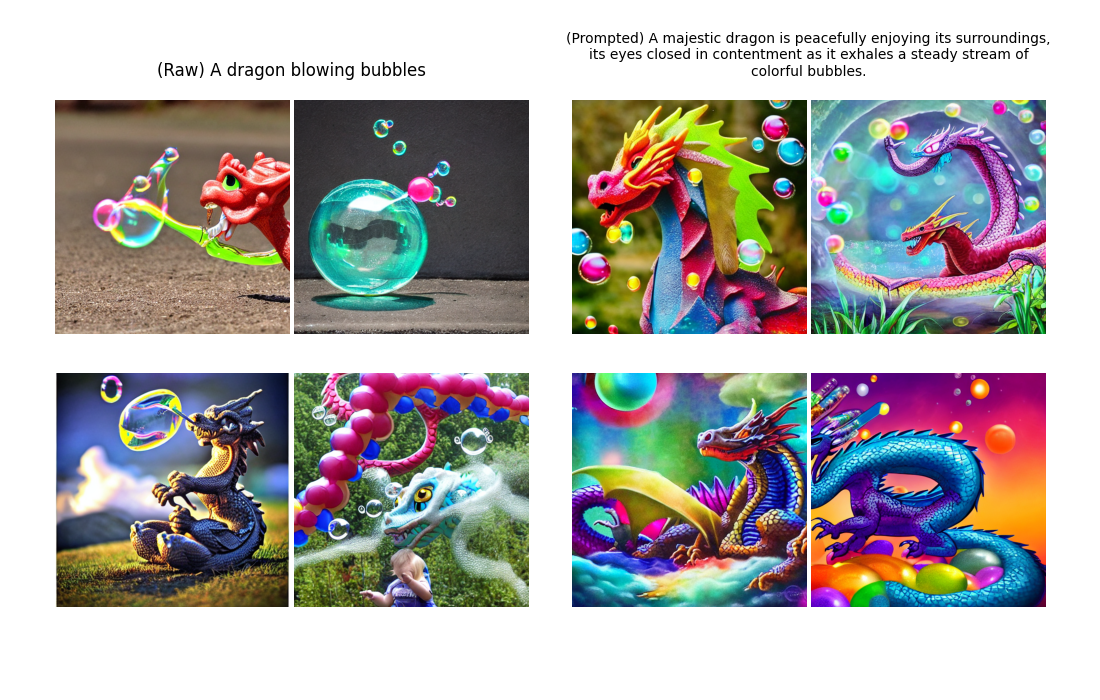 (Raw) A dragon blowing bubbles
(Prompted) A majestic dragon is peacefully enjoying its surroundings,
its eyes closed in contentment as it exhales a steady stream of
colorful bubbles.